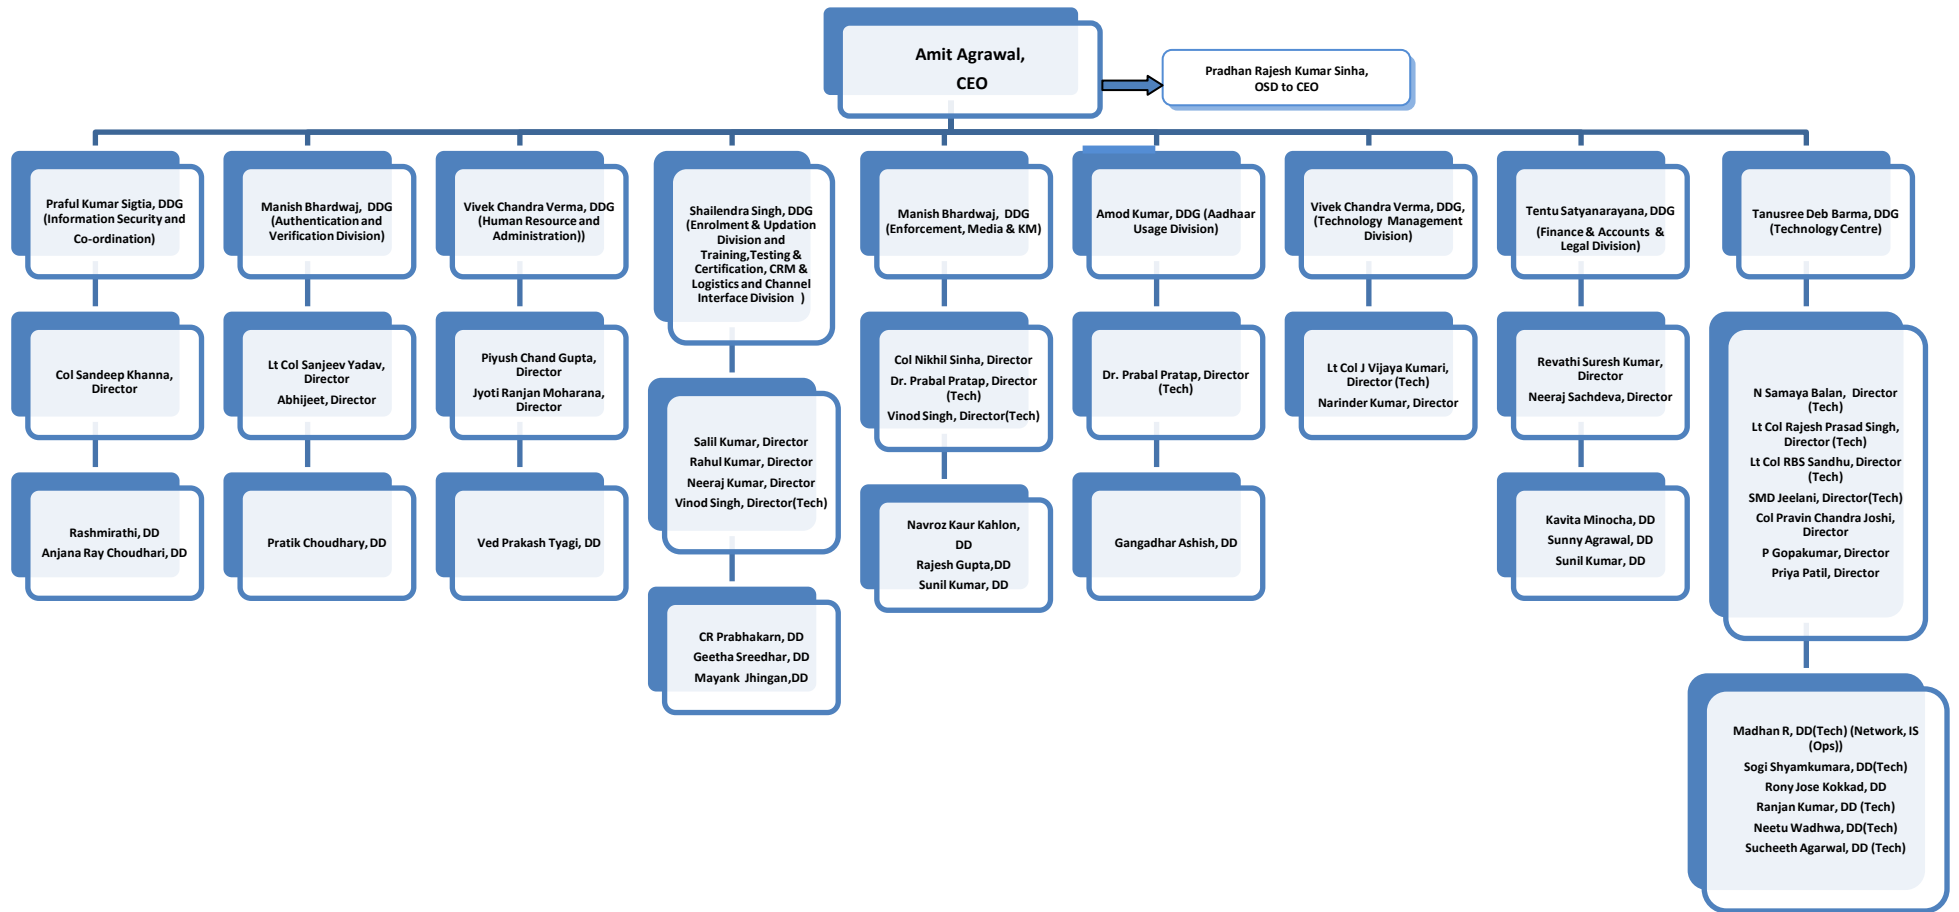 Amit Agrawal,
CEO
Pradhan Rajesh Kumar Sinha,
OSD to CEO
Praful Kumar Sigtia, DDG
(Information Security and
Co-ordination)
Manish Bhardwaj, DDG
(Authentication and
Verification Division)
Vivek Chandra Verma, DDG
(Human Resource and
Administration))
Shailendra Singh, DDG
(Enrolment & Updation
Division and
Training,Testing &
Certification, CRM &
Logistics and Channel
Interface Division )
Manish Bhardwaj, DDG
(Enforcement, Media & KM)
Amod Kumar, DDG (Aadhaar
Usage Division)
Vivek Chandra Verma, DDG,
(Technology Management
Division)
Tentu Satyanarayana, DDG
(Finance & Accounts &
Legal Division)
Tanusree Deb Barma, DDG
(Technology Centre)
Col Sandeep Khanna,
Director
Lt Col Sanjeev Yadav,
Director
Abhijeet, Director
Piyush Chand Gupta,
Director
Jyoti Ranjan Moharana,
Director
Salil Kumar, Director
Rahul Kumar, Director
Neeraj Kumar, Director
Vinod Singh, Director(Tech)
Col Nikhil Sinha, Director
Dr. Prabal Pratap, Director
(Tech)
Vinod Singh, Director(Tech)
Dr. Prabal Pratap, Director
(Tech)
Lt Col J Vijaya Kumari,
Director (Tech)
Narinder Kumar, Director
Revathi Suresh Kumar,
Director
Neeraj Sachdeva, Director
N Samaya Balan, Director
(Tech)
Lt Col Rajesh Prasad Singh,
Director (Tech)
Lt Col RBS Sandhu, Director
(Tech)
SMD Jeelani, Director(Tech)
Col Pravin Chandra Joshi,
Director
P Gopakumar, Director
Priya Patil, Director
Rashmirathi, DD
Anjana Ray Choudhari, DD
Pratik Choudhary, DD
Ved Prakash Tyagi, DD
CR Prabhakarn, DD
Geetha Sreedhar, DD
Mayank Jhingan,DD
Navroz Kaur Kahlon,
DD
Rajesh Gupta,DD
Sunil Kumar, DD
Gangadhar Ashish, DD
Kavita Minocha, DD
Sunny Agrawal, DD
Sunil Kumar, DD
Madhan R, DD(Tech) (Network, IS
(Ops))
Sogi Shyamkumara, DD(Tech)
Rony Jose Kokkad, DD
Ranjan Kumar, DD (Tech)
Neetu Wadhwa, DD(Tech)
Sucheeth Agarwal, DD (Tech)